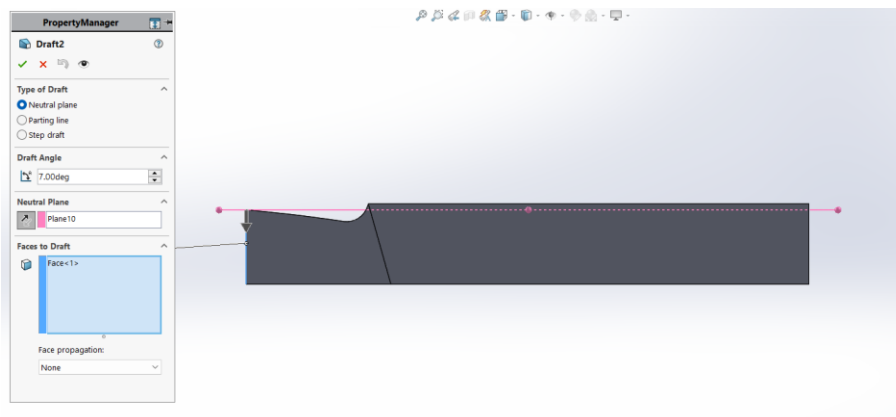 PropertyManager
Draft2
Type of Draft
Neutral plane
Parting line
Step draft
Draft Angle
7.00deg
Neutral Plane
Plane10
Faces to Draft
Face<1>
Face propagation:
None